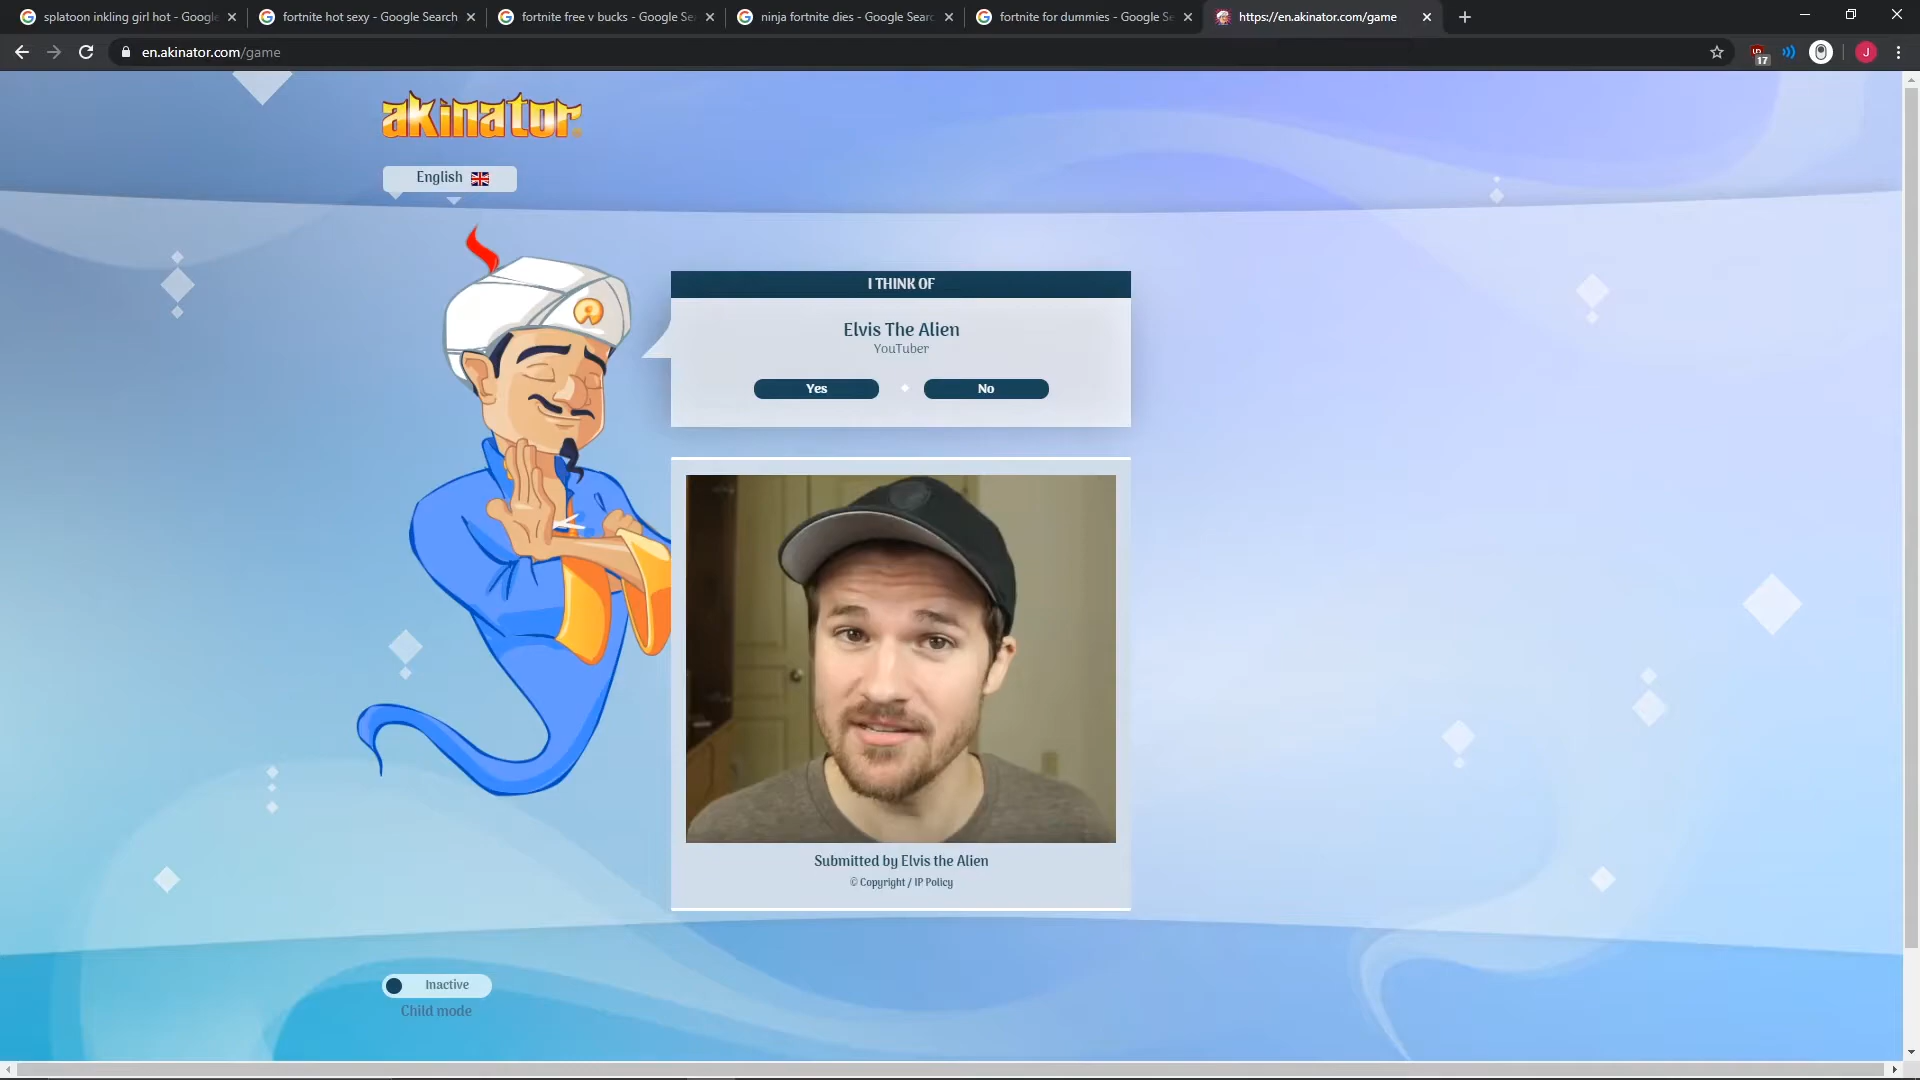 splatoon inkling girl hot - Google
fortnite hot sexy - Google Search
fortnite free v bucks - Google Se
ninja fortnite dies - Google Searc
fortnite for dummies - Google Se
https://en.akinator.com/game
en.akinator.com/game
17
J
akinator
English
I THINK OF
Elvis The Alien
YouTuber
Yes
No
Submitted by Elvis the Alien
© Copyright / IP Policy
Inactive
Child mode